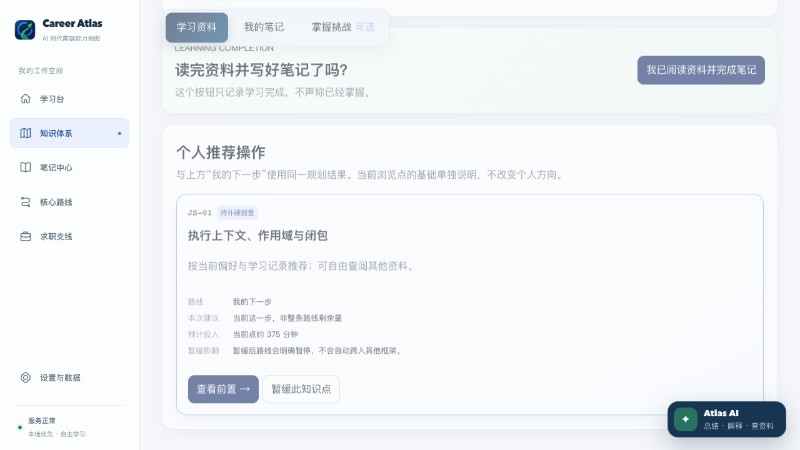 Career Atlas
AI 时代前端能力地图
我的工作空间
学习台
知识体系
笔记中心
核心路线
求职支线
设置与数据
服务正常
本地优先 · 自主学习
学习资料
我的笔记
掌握挑战 可选
LEARNING COMPLETION
读完资料并写好笔记了吗？
这个按钮只记录学习完成，不声称已经掌握。
我已阅读资料并完成笔记
个人推荐操作
与上方“我的下一步”使用同一规划结果。当前浏览点的基础单独说明，不改变个人方向。
JS-01 待补硬前置
执行上下文、作用域与闭包
按当前偏好与学习记录推荐；可自由查阅其他资料。
路线 我的下一步
本次建议 当前这一步，非整条路线剩余量
预计投入 当前点约 375 分钟
暂缓影响 暂缓后路线会明确暂停，不会自动跨入其他框架。
查看前置 →
暂缓此知识点
Atlas AI
总结 · 解释 · 查资料